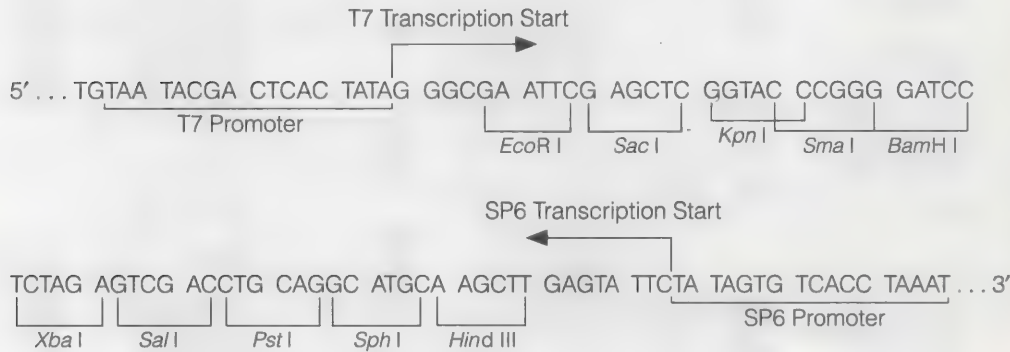 T7 Transcription Start
5′ . . . TGTAA TACGA CTCAC TATAG GGCGA ATTCG AGCTC GGTAC CCGGG GATCC
T7 Promoter
EcoR I Sac I Kpn I Sma I BamH I
SP6 Transcription Start
TCTAG AGTCG ACCTG CAGGC ATGCA AGCTT GAGTA TTCTA TAGTG TCACC TAAAT . . . 3′
Xba I Sal I Pst I Sph I Hind III SP6 Promoter